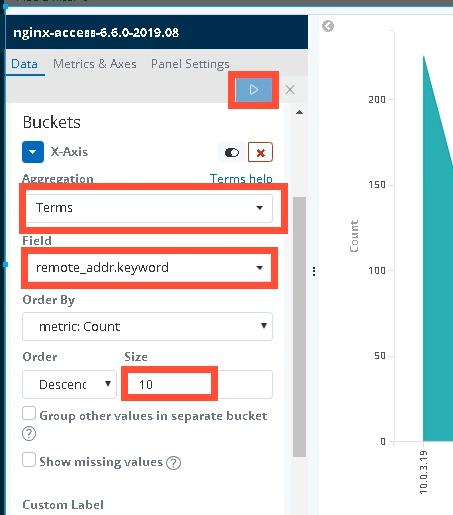 nginx-access-6.6.0-2019.08
Data Metrics & Axes Panel Settings
Buckets
X-Axis
Aggregation Terms help
Terms
Field
remote_addr.keyword
Order By
metric: Count
Order Size
Descenc 10
Group other values in separate bucket
Show missing values
Custom Label
200
150
100
50
0
Count
10.0.3.19